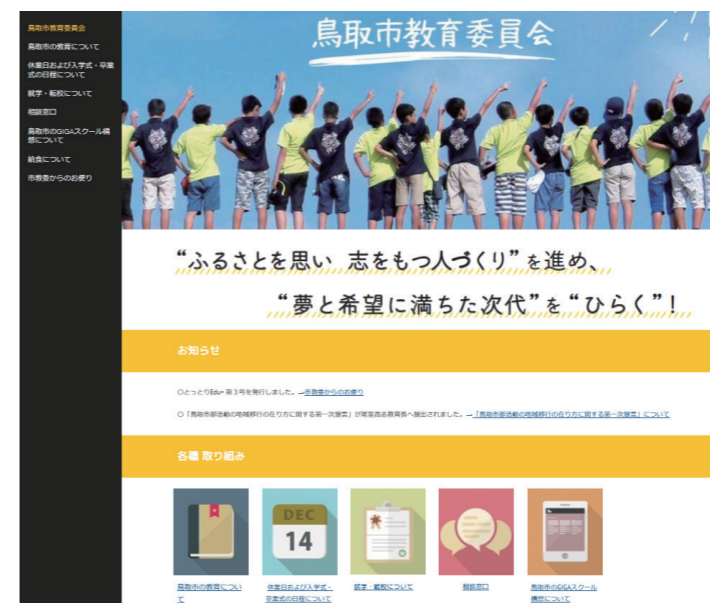 鳥取市教育委員会
鳥取市の教育について
休業日および入学式・卒業
式の日程について
就学・転校について
相談窓口
鳥取市のGIGAスクール構
想について
給食について
市教委からのお便り
鳥取市教育委員会
“ふるさとを思い 志をもつ人づくり”を進め、
“夢と希望に満ちた次代”を“ひらく”!
お知らせ
〇とっとりEdu+ 第3号を発行しました。→市教委からのお便り
〇「鳥取市部活動の地域移行の在り方に関する第一次提言」が尾室高志教育長へ提出されました。→「鳥取市部活動の地域移行の在り方に関する第一次提言」について
各種 取り組み
DEC
14
鳥取市の教育につい
て
休業日および入学式・
卒業式の日程について
就学・転校について
相談窓口
鳥取市のGIGAスクール
構想について